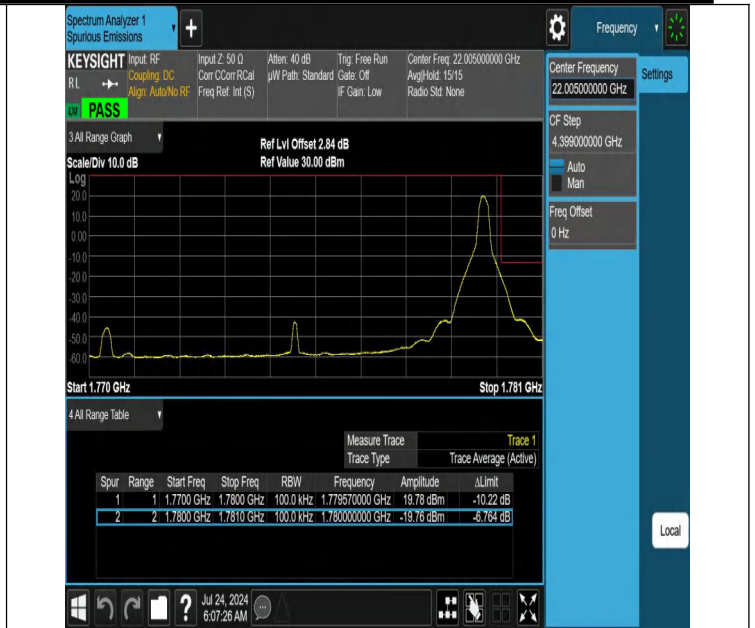 Spectrum Analyzer 1
Spurious Emissions
Frequency
KEYSIGHT
RL
Input: RF
Coupling: DC
Align: Auto/No RF
Input Z: 50 Ω
Corr CCorr RCal
Freq Ref: Int (S)
Atten: 40 dB
µW Path: Standard
Trig: Free Run
Gate: Off
IF Gain: Low
Center Freq: 22.005000000 GHz
Avg|Hold: 15/15
Radio Std: None
PASS
Center Frequency
22.005000000 GHz
Settings
CF Step
4.399000000 GHz
Auto
Man
Freq Offset
0 Hz
3 All Range Graph
Scale/Div 10.0 dB
Ref Lvl Offset 2.84 dB
Ref Value 30.00 dBm
Log
20.0
10.0
0.00
-10.0
-20.0
-30.0
-40.0
-50.0
-60.0
Start 1.770 GHz
Stop 1.781 GHz
4 All Range Table
Measure Trace Trace 1
Trace Type Trace Average (Active)
Spur Range Start Freq Stop Freq RBW Frequency Amplitude ΔLimit
1 1 1.7700 GHz 1.7800 GHz 100.0 kHz 1.779570000 GHz 19.78 dBm -10.22 dB
2 2 1.7800 GHz 1.7810 GHz 100.0 kHz 1.780000000 GHz -19.76 dBm -6.764 dB
Local
Jul 24, 2024
6:07:26 AM